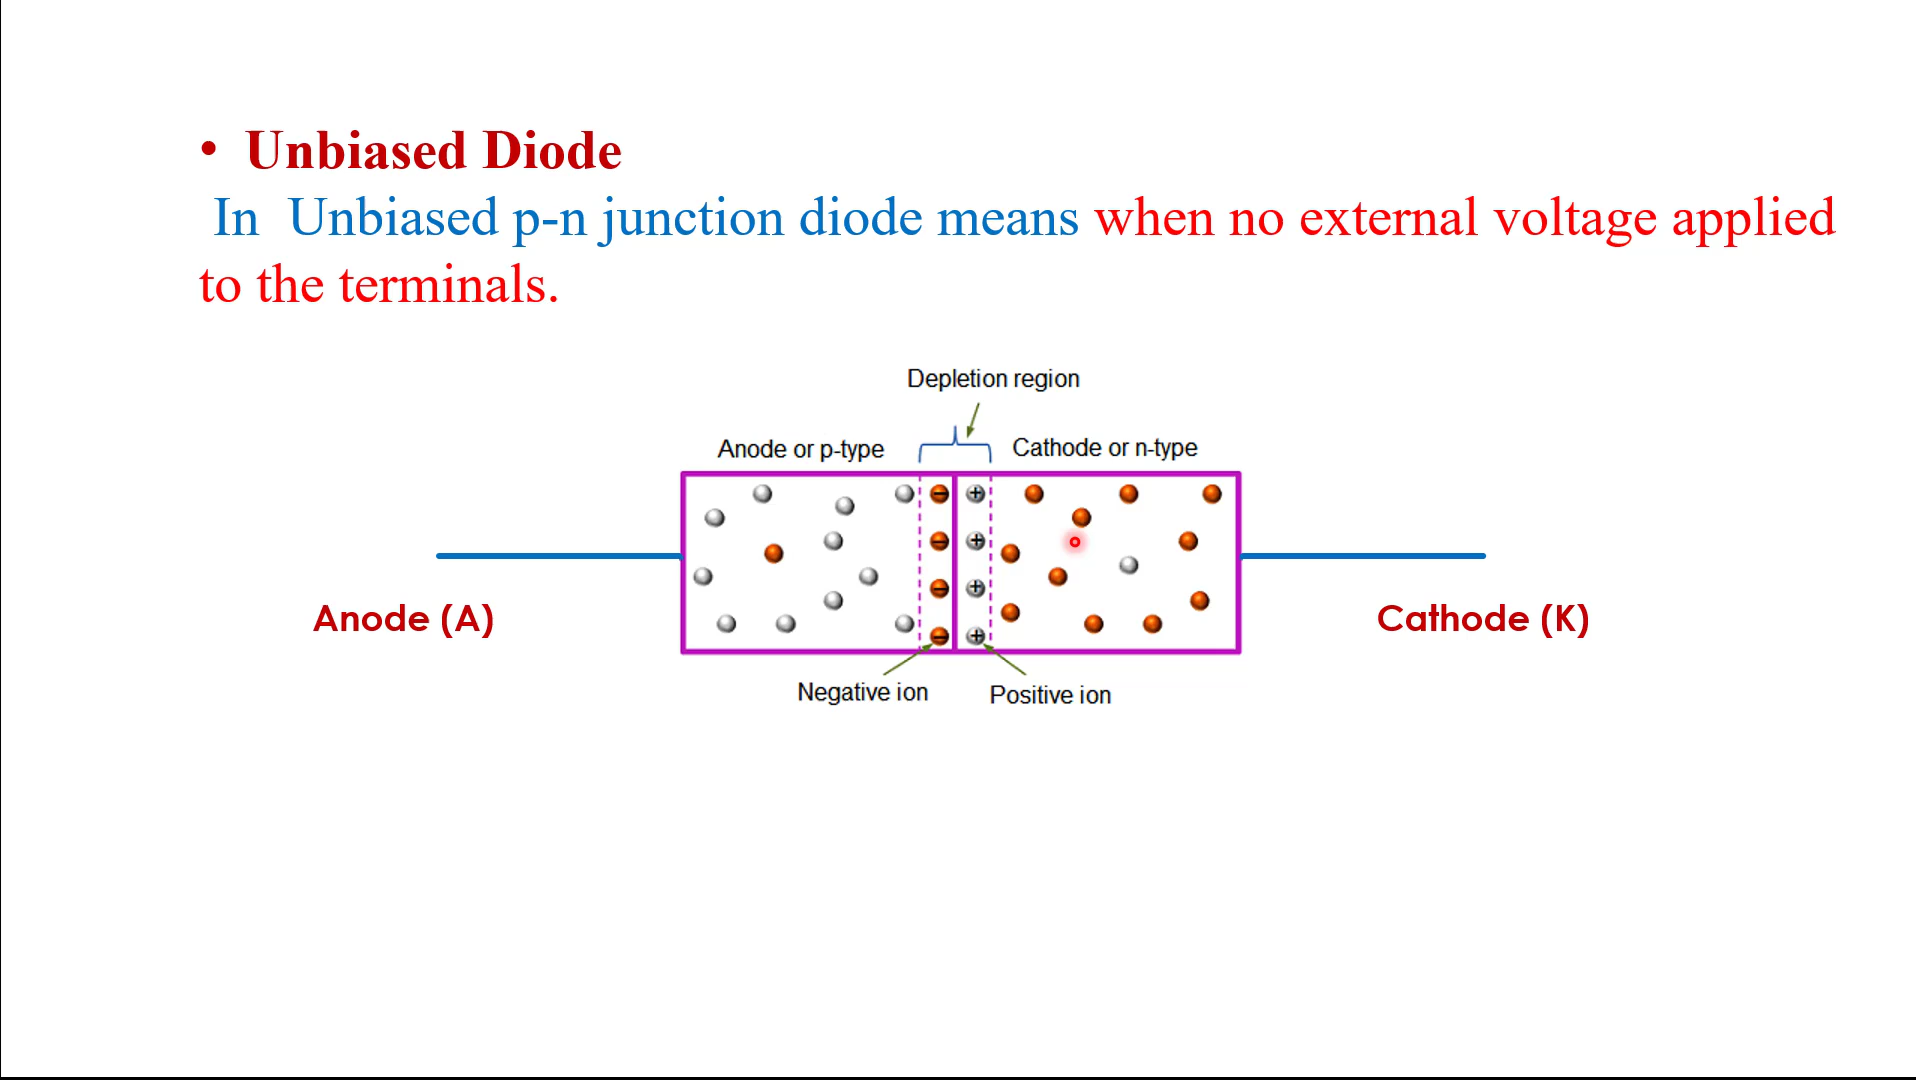 • Unbiased Diode
In Unbiased p-n junction diode means when no external voltage applied
to the terminals.
Depletion region
Anode or p-type
Cathode or n-type
Anode (A)
Cathode (K)
Negative ion
Positive ion